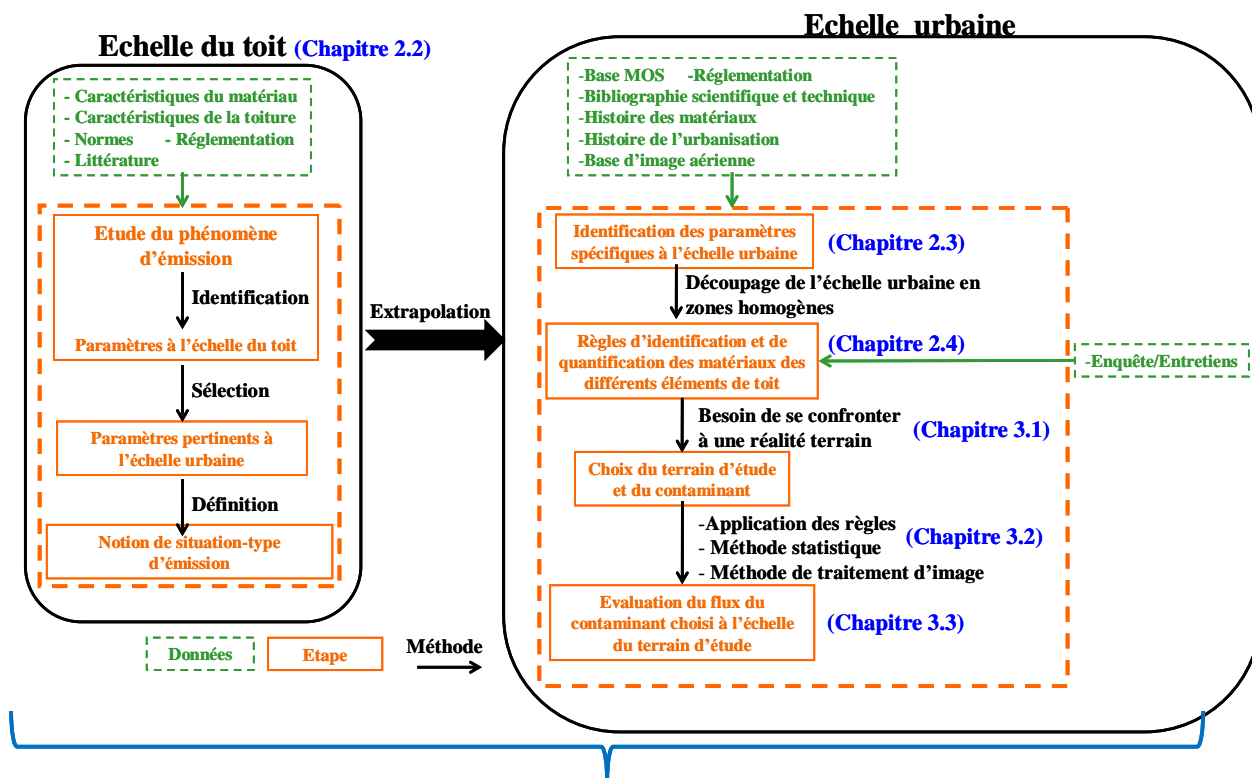 Echelle du toit (Chapitre 2.2)
- Caractéristiques du matériau
- Caractéristiques de la toiture
- Normes - Réglementation
- Littérature
Etude du phénomène
d'émission
Identification
Paramètres à l'échelle du toit
Sélection
Paramètres pertinents à
l'échelle urbaine
Définition
Notion de situation-type
d'émission
Extrapolation
Echelle urbaine
-Base MOS -Réglementation
-Bibliographie scientifique et technique
-Histoire des matériaux
-Histoire de l'urbanisation
-Base d'image aérienne
Identification des paramètres
spécifiques à l'échelle urbaine
(Chapitre 2.3)
Découpage de l'échelle urbaine en
zones homogènes
Règles d'identification et de
quantification des matériaux des
différents éléments de toit
(Chapitre 2.4)
-Enquête/Entretiens
Besoin de se confronter
à une réalité terrain
(Chapitre 3.1)
Choix du terrain d'étude
et du contaminant
-Application des règles
- Méthode statistique
- Méthode de traitement d'image
(Chapitre 3.2)
Evaluation du flux du
contaminant choisi à l'échelle
du terrain d'étude
(Chapitre 3.3)
Données
Etape
Méthode